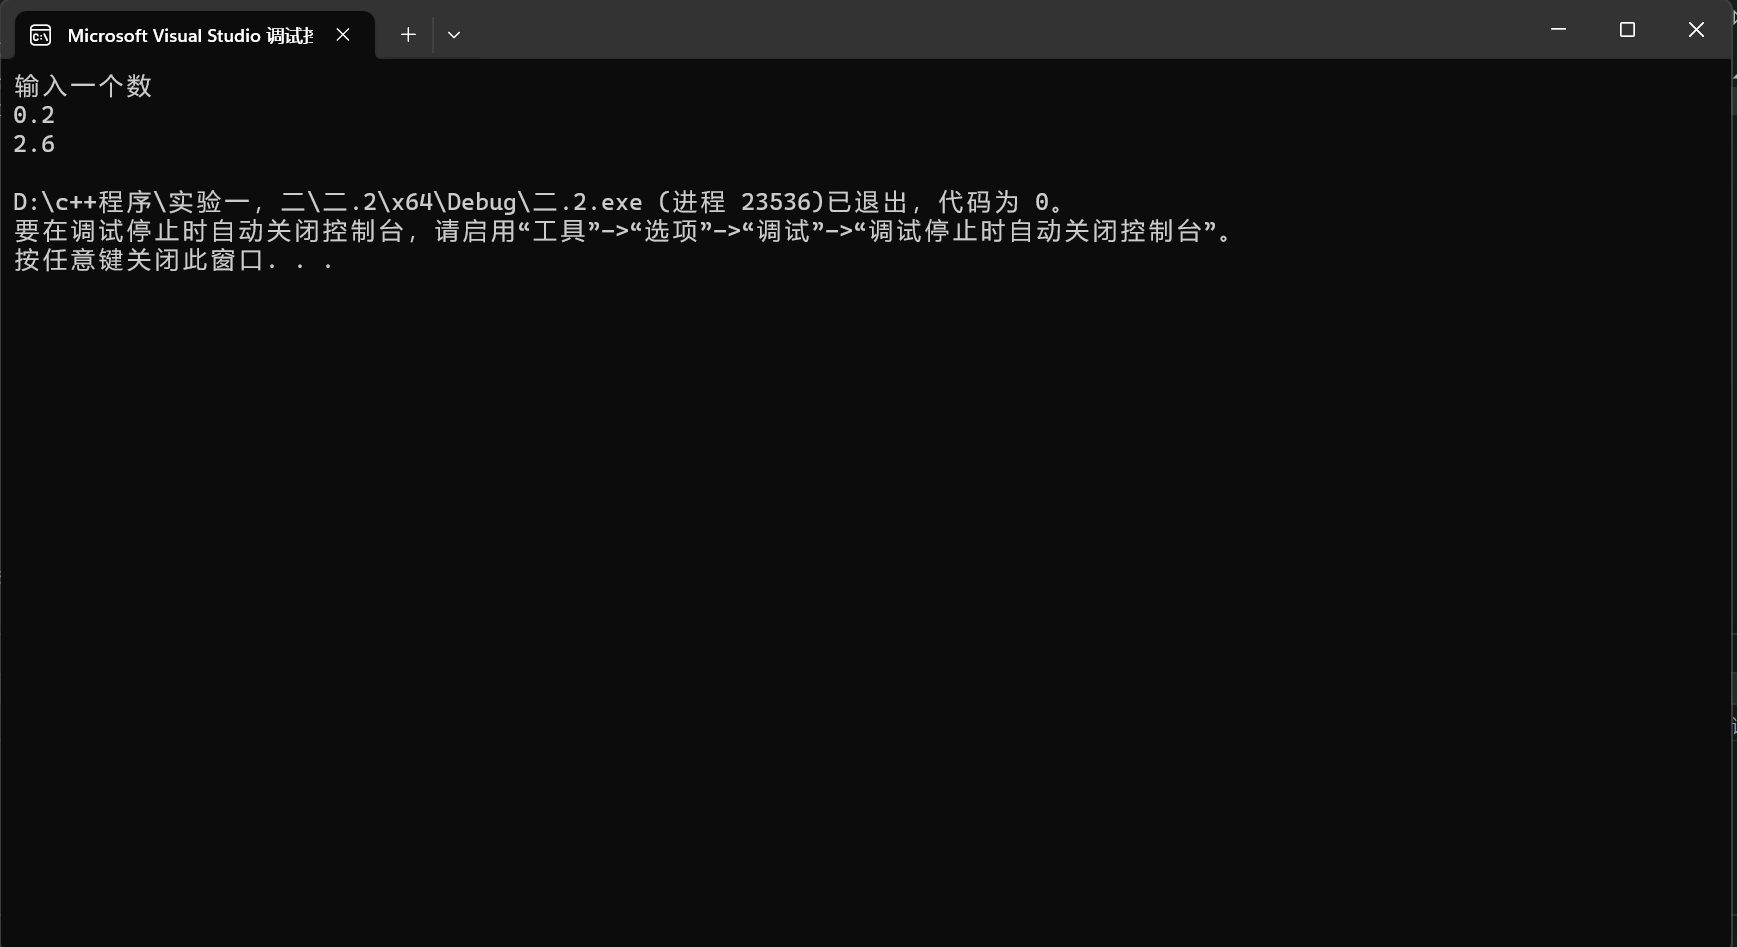 Microsoft Visual Studio 调试
输入一个数
0.2
2.6
D:\c++程序\实验一，二\二.2\x64\Debug\二.2.exe (进程 23536)已退出，代码为 0。
要在调试停止时自动关闭控制台，请启用“工具”->“选项”->“调试”->“调试停止时自动关闭控制台”。
按任意键关闭此窗口. . .